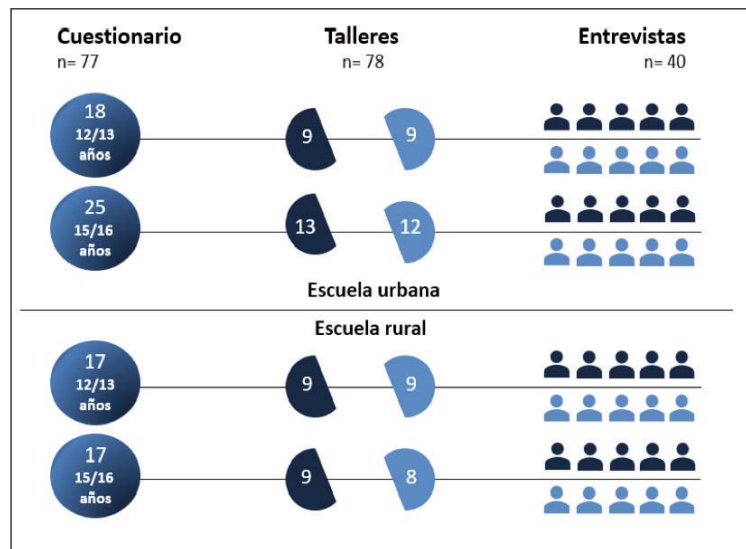 Cuestionario
n= 77
Talleres
n= 78
Entrevistas
n= 40
18
12/13
años
9
9
25
15/16
años
13
12
Escuela urbana
Escuela rural
17
12/13
años
9
9
17
15/16
años
9
8